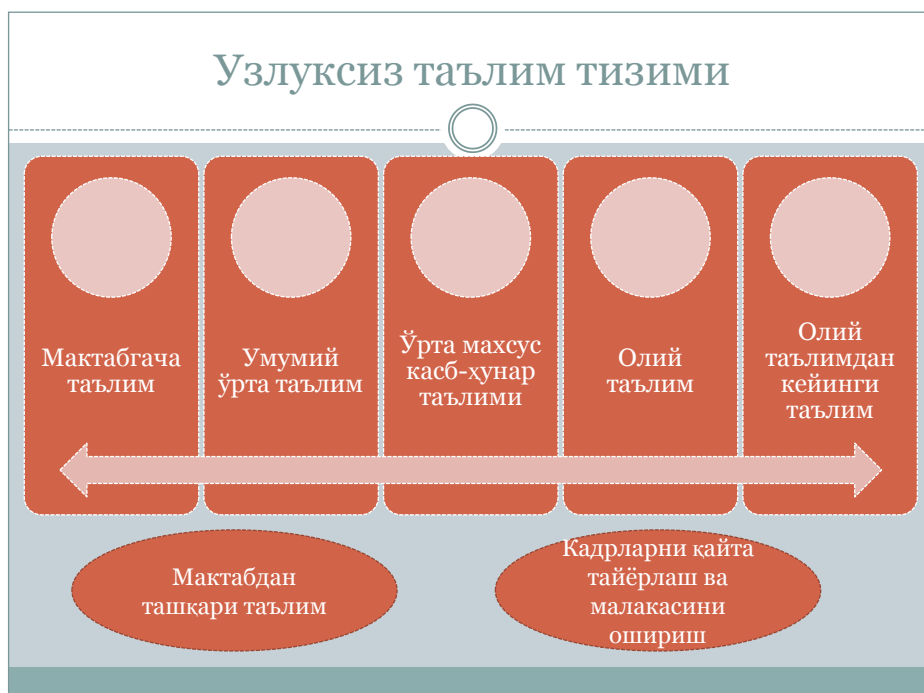 Узлуксиз таълим тизими
Мактабгача
таълим
Умумий
ўрта таълим
Ўрта махсус
касб-ҳунар
таълими
Олий
таълим
Олий
таълимдан
кейинги
таълим
Мактабдан
ташқари таълим
Кадрларни қайта
тайёрлаш ва
малакасини
ошириш